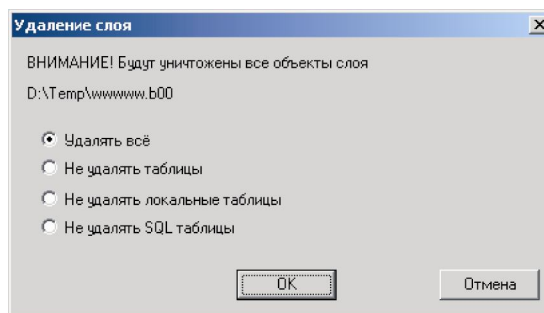 Удаление слоя
ВНИМАНИЕ! Будут уничтожены все объекты слоя
D:\Temp\wwwww.b00
Удалять всё
Не удалять таблицы
Не удалять локальные таблицы
Не удалять SQL таблицы
OK
Отмена